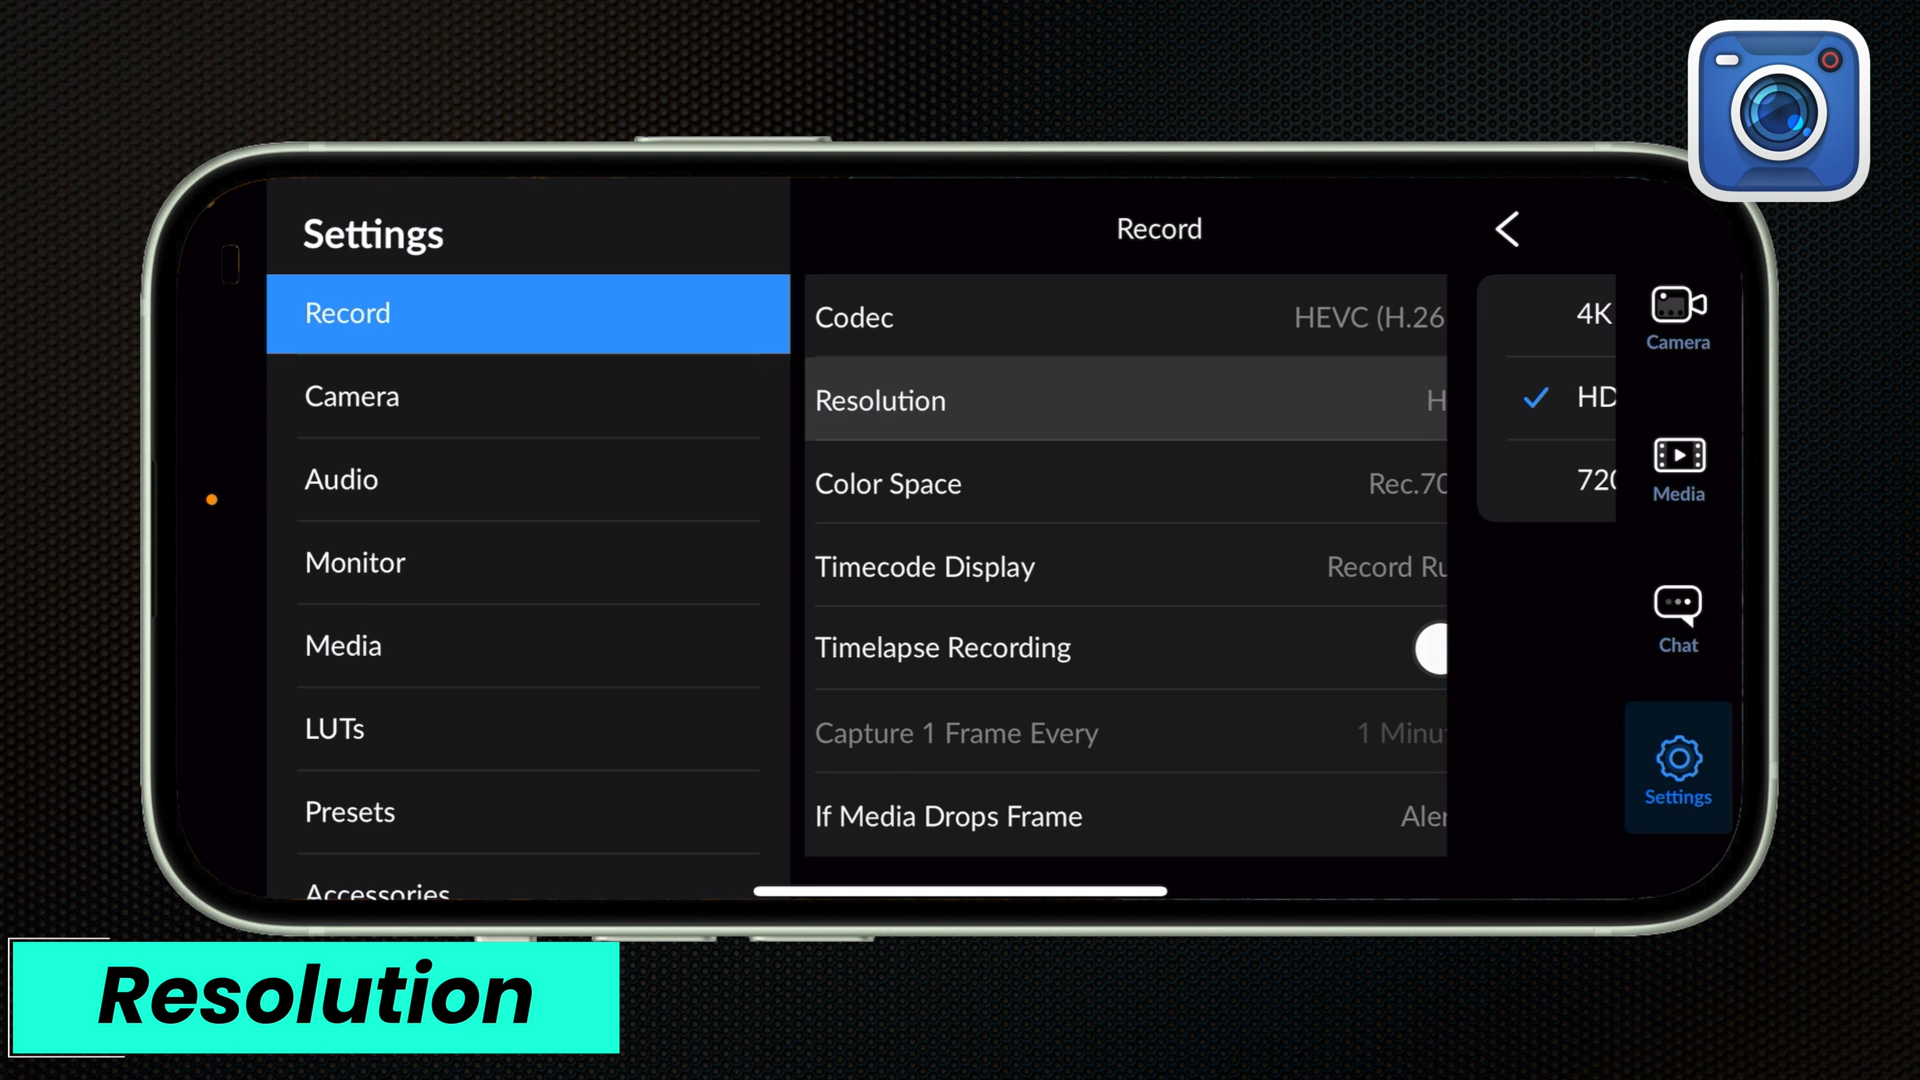 Settings
Record
Camera
Audio
Monitor
Media
LUTs
Presets
Accessories
Record
Codec HEVC (H.26
Resolution H
Color Space Rec.70
Timecode Display Record Ru
Timelapse Recording
Capture 1 Frame Every 1 Minu
If Media Drops Frame Aler
4K
HD
720
Camera
Media
Chat
Settings
Resolution